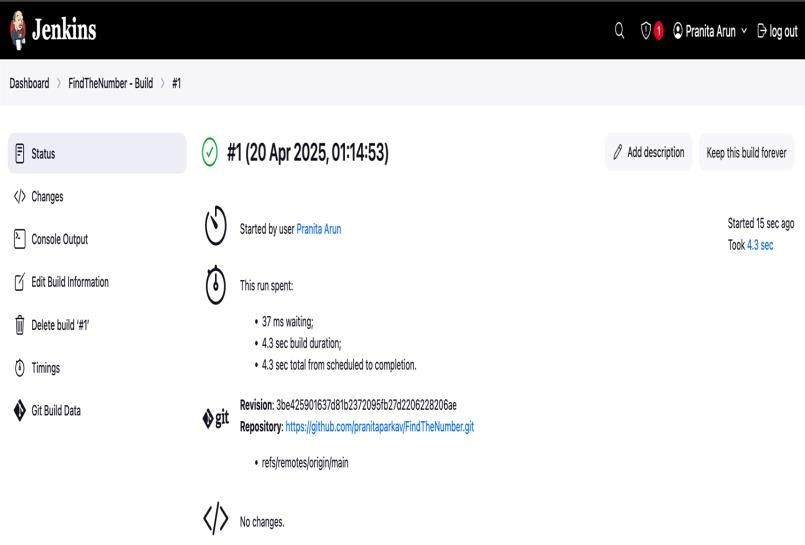 Jenkins
1 Pranita Arun log out
Dashboard FindTheNumber - Build #1
Status
Changes
Console Output
Edit Build Information
Delete build '#1'
Timings
Git Build Data
#1 (20 Apr 2025, 01:14:53)
Add description
Keep this build forever
Started by user Pranita Arun
Started 15 sec ago
Took 4.3 sec
This run spent:
• 37 ms waiting;
• 4.3 sec build duration;
• 4.3 sec total from scheduled to completion.
git
Revision: 3be425901637d81b2372095fb27d2206228206ae
Repository: https://github.com/pranitaparkav/FindTheNumber.git
• refs/remotes/origin/main
No changes.